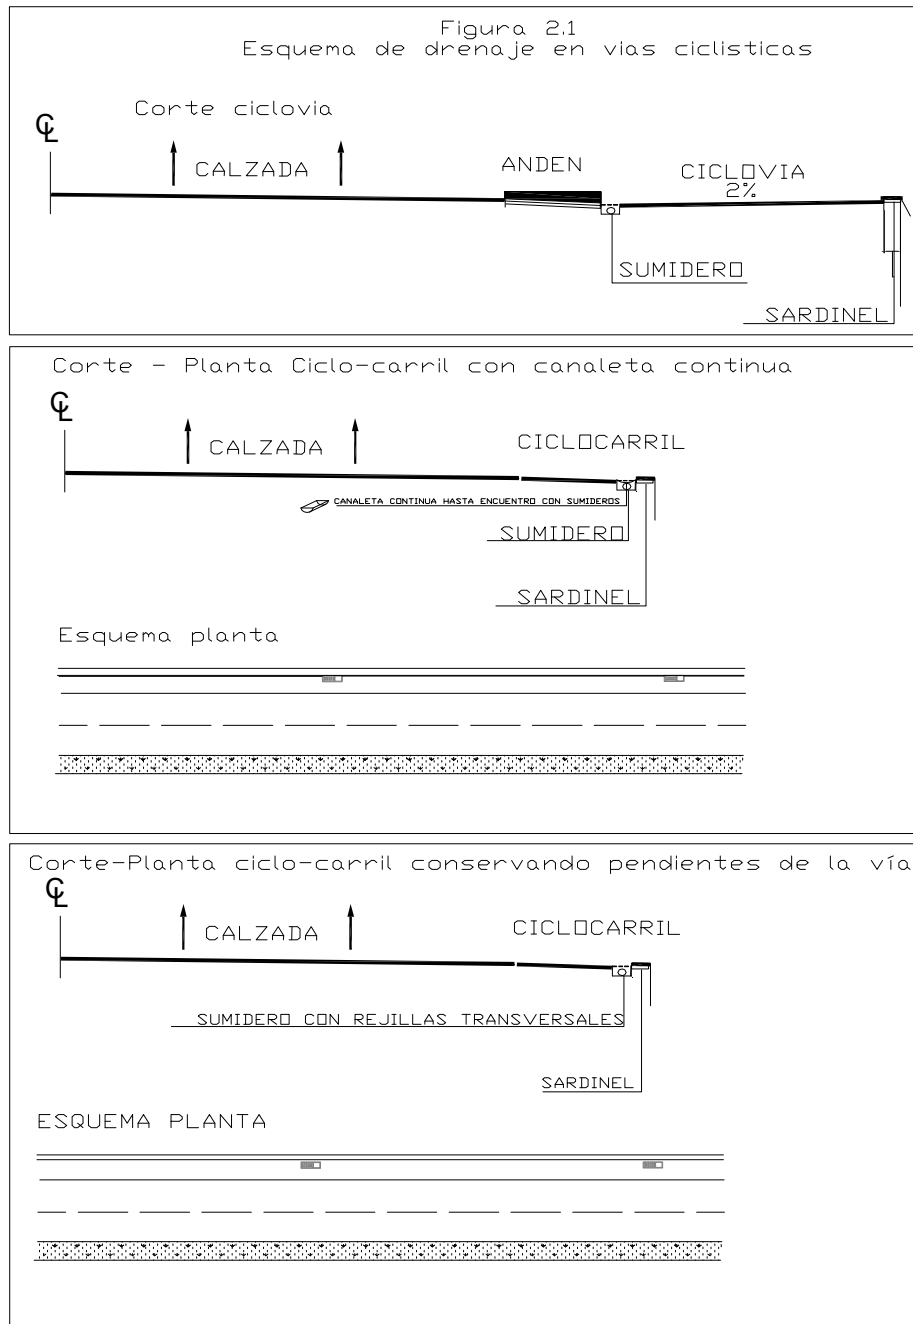 Figura 2.1
Esquema de drenaje en vias ciclisticas
Corte ciclovia
℄
CALZADA
ANDEN
CICLOVIA
2%
SUMIDERO
SARDINEL
Corte - Planta Ciclo-carril con canaleta continua
℄
CALZADA
CICLOCARRIL
CANALETA CONTINUA HASTA ENCUENTRO CON SUMIDEROS
SUMIDERO
SARDINEL
Esquema planta
Corte-Planta ciclo-carril conservando pendientes de la vía
℄
CALZADA
CICLOCARRIL
SUMIDERO CON REJILLAS TRANSVERSALES
SARDINEL
ESQUEMA PLANTA